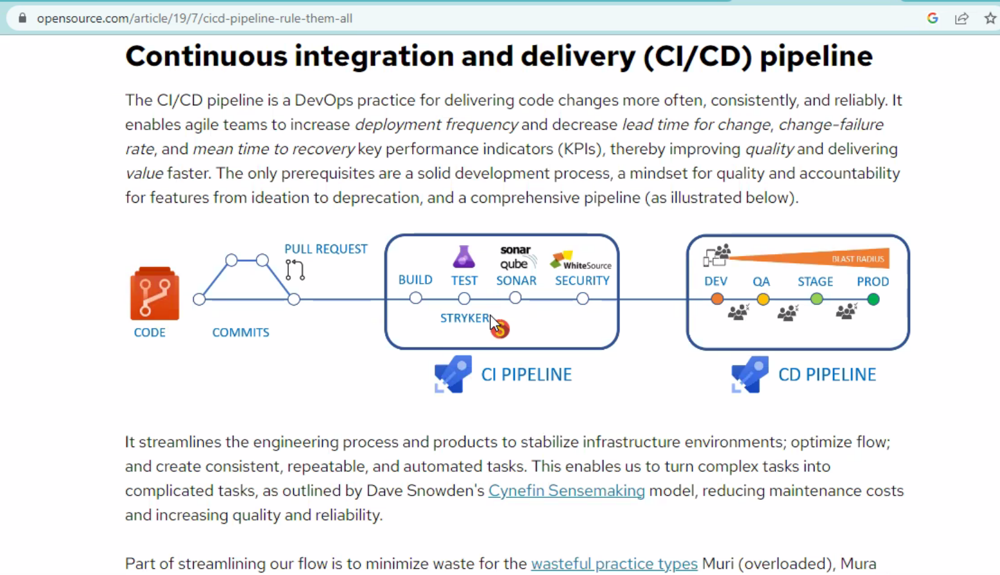 opensource.com/article/19/7/cicd-pipeline-rule-them-all
Continuous integration and delivery (CI/CD) pipeline
The CI/CD pipeline is a DevOps practice for delivering code changes more often, consistently, and reliably. It
enables agile teams to increase deployment frequency and decrease lead time for change, change-failure
rate, and mean time to recovery key performance indicators (KPIs), thereby improving quality and delivering
value faster. The only prerequisites are a solid development process, a mindset for quality and accountability
for features from ideation to deprecation, and a comprehensive pipeline (as illustrated below).
CODE
COMMITS
PULL REQUEST
sonar
qube
WhiteSource
BUILD TEST SONAR SECURITY
STRYKER
S
CI PIPELINE
BLAST RADIUS
DEV QA STAGE PROD
CD PIPELINE
It streamlines the engineering process and products to stabilize infrastructure environments; optimize flow;
and create consistent, repeatable, and automated tasks. This enables us to turn complex tasks into
complicated tasks, as outlined by Dave Snowden's Cynefin Sensemaking model, reducing maintenance costs
and increasing quality and reliability.
Part of streamlining our flow is to minimize waste for the wasteful practice types Muri (overloaded), Mura